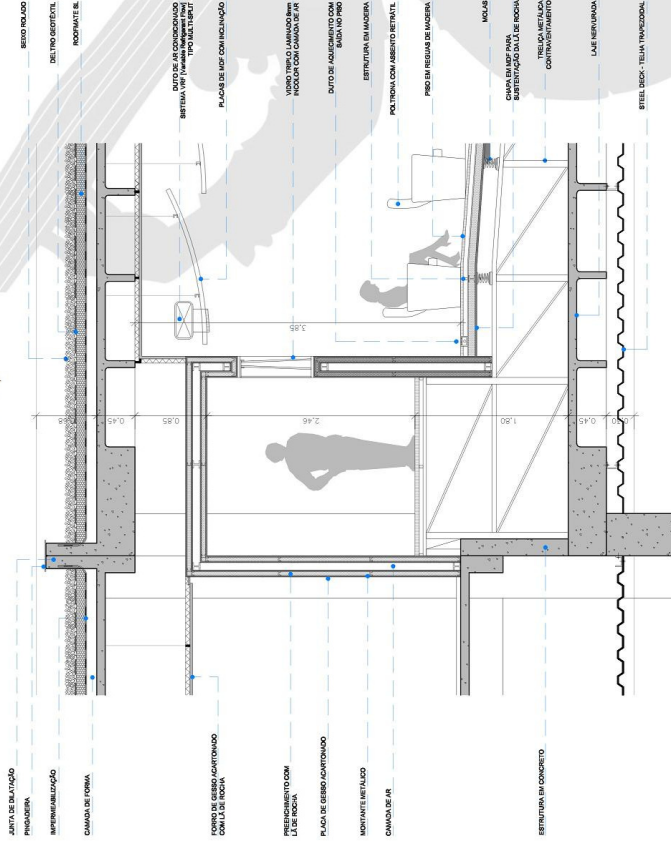 JUNTA DE DILATAÇÃO
PINGADEIRA
IMPERMEABILIZAÇÃO
CAMADA DE FORMA
FORRO DE GESSO ACARTONADO
COM LÃ DE ROCHA
PREENCHIMENTO COM
LÃ DE ROCHA
PLACA DE GESSO ACARTONADO
MONTANTE METÁLICO
CAMADA DE AR
ESTRUTURA EM CONCRETO
0,45
0,85
2,46
3,85
1,80
0,45
SEIXO ROLADO
DELTRO GEOTÊXTIL
ROOFMATE SL
DUTO DE AR CONDICIONADO
SISTEMA VRF (Variable Refrigerant Flow)
TIPO MULTI-SPLIT
PLACAS DE MDF COM INCLINAÇÃO
VIDRO TRIPLO LAMINADO 8mm
INCOLOR COM CAMADA DE AR
DUTO DE AQUECIMENTO COM
SAÍDA NO PISO
ESTRUTURA EM MADEIRA
POLTRONA COM ASSENTO RETRÁTIL
PISO EM REGUAS DE MADEIRA
MOLAS
CHAPA EM MDF PARA
SUSTENTAÇÃO DA LÃ DE ROCHA
TRELIÇA METÁLICA
CONTRAVENTAMENTO
LAJE NERVURADA
STEEL DECK - TELHA TRAPEZOIDAL